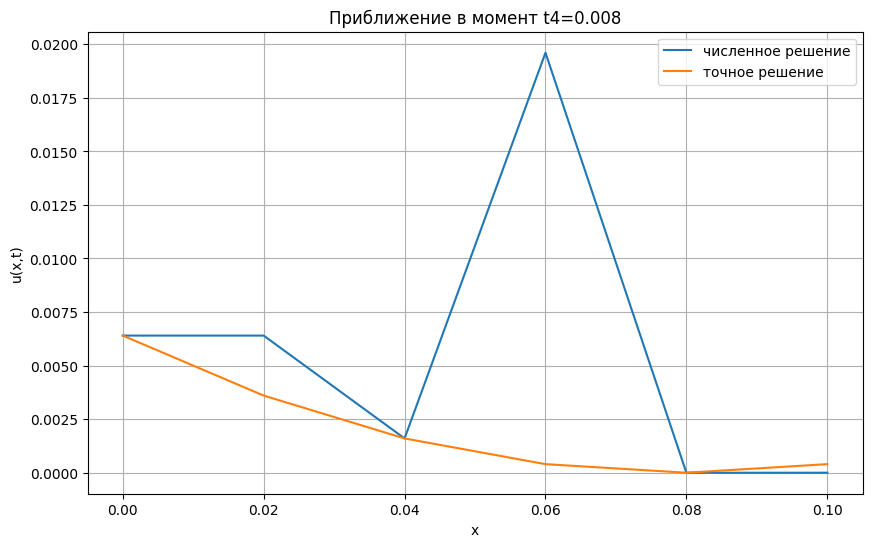 Приближение в момент t4=0.008
численное решение
точное решение
u(x,t)
0.0200
0.0175
0.0150
0.0125
0.0100
0.0075
0.0050
0.0025
0.0000
0.00 0.02 0.04 0.06 0.08 0.10
x